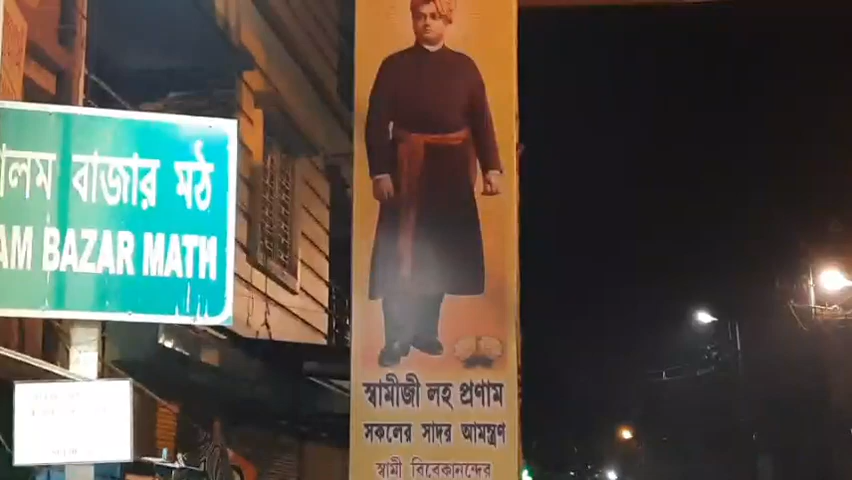 ালম বাজার মঠ
AM BAZAR MATH
স্বামীজী লহ প্রণাম
সকলের সাদর আমন্ত্রণ
স্বামী বিবেকানন্দের